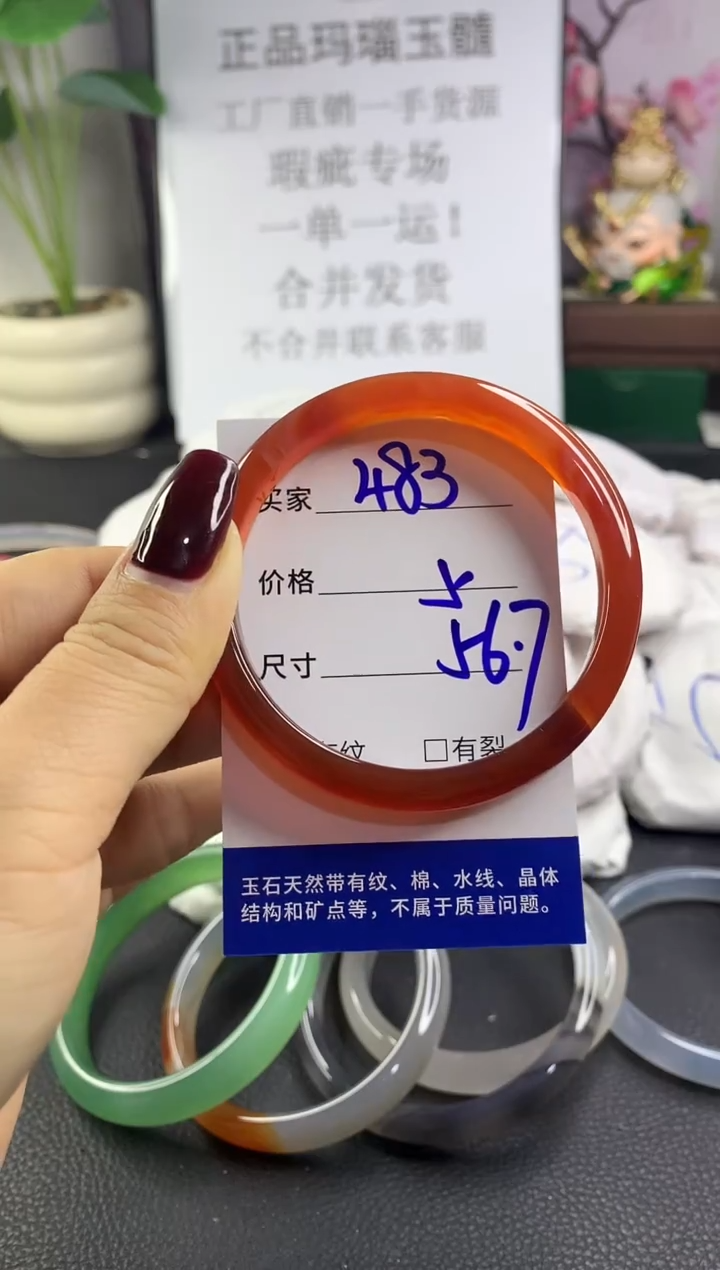 正品玛瑙玉髓
工厂直销一手货源
瑕疵专场
一单一运！
合并发货
不合并联系客服
买家 483
价格
尺寸 56.7
纹 □有裂
玉石天然带有纹、棉、水线、晶体
结构和矿点等，不属于质量问题。